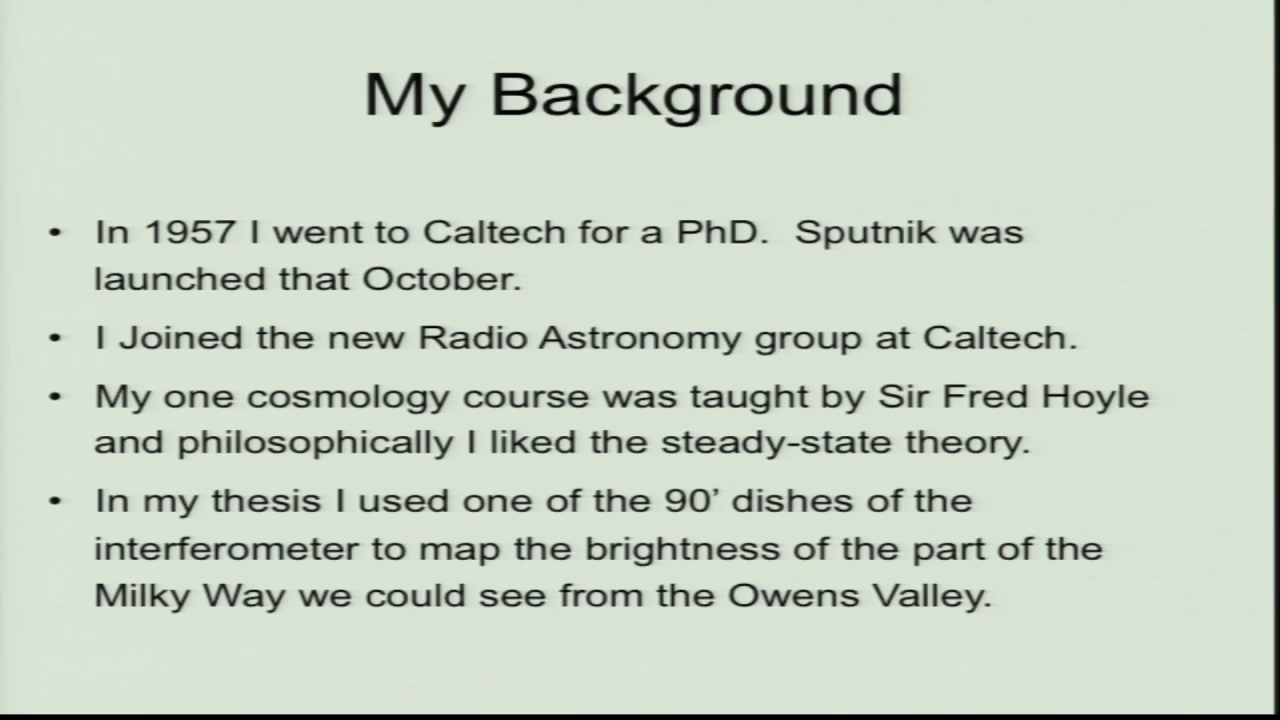 My Background
• In 1957 I went to Caltech for a PhD.  Sputnik was
launched that October.
• I Joined the new Radio Astronomy group at Caltech.
• My one cosmology course was taught by Sir Fred Hoyle
and philosophically I liked the steady-state theory.
• In my thesis I used one of the 90’ dishes of the
interferometer to map the brightness of the part of the
Milky Way we could see from the Owens Valley.